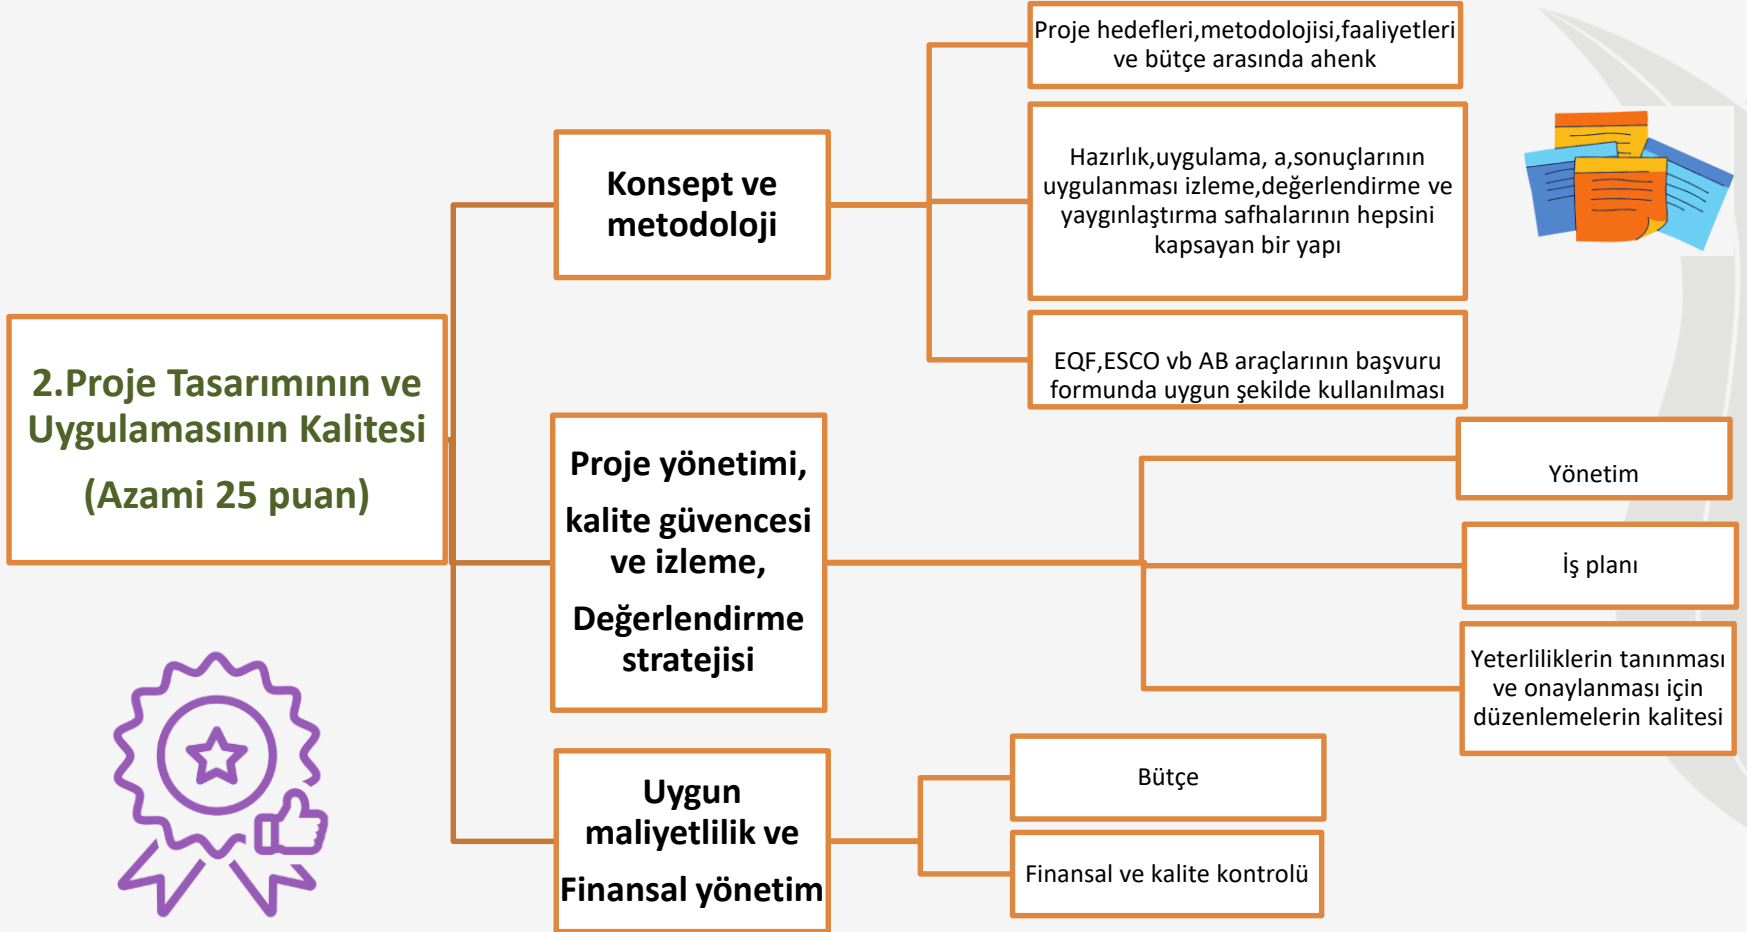 2.Proje Tasarımının ve
Uygulamasının Kalitesi
(Azami 25 puan)
Konsept ve
metodoloji
Proje hedefleri,metodolojisi,faaliyetleri
ve bütçe arasında ahenk
Hazırlık,uygulama, a,sonuçlarının
uygulanması izleme,değerlendirme ve
yaygınlaştırma safhalarının hepsini
kapsayan bir yapı
EQF,ESCO vb AB araçlarının başvuru
formunda uygun şekilde kullanılması
Proje yönetimi,
kalite güvencesi
ve izleme,
Değerlendirme
stratejisi
Yönetim
İş planı
Yeterliliklerin tanınması
ve onaylanması için
düzenlemelerin kalitesi
Uygun
maliyetlilik ve
Finansal yönetim
Bütçe
Finansal ve kalite kontrolü